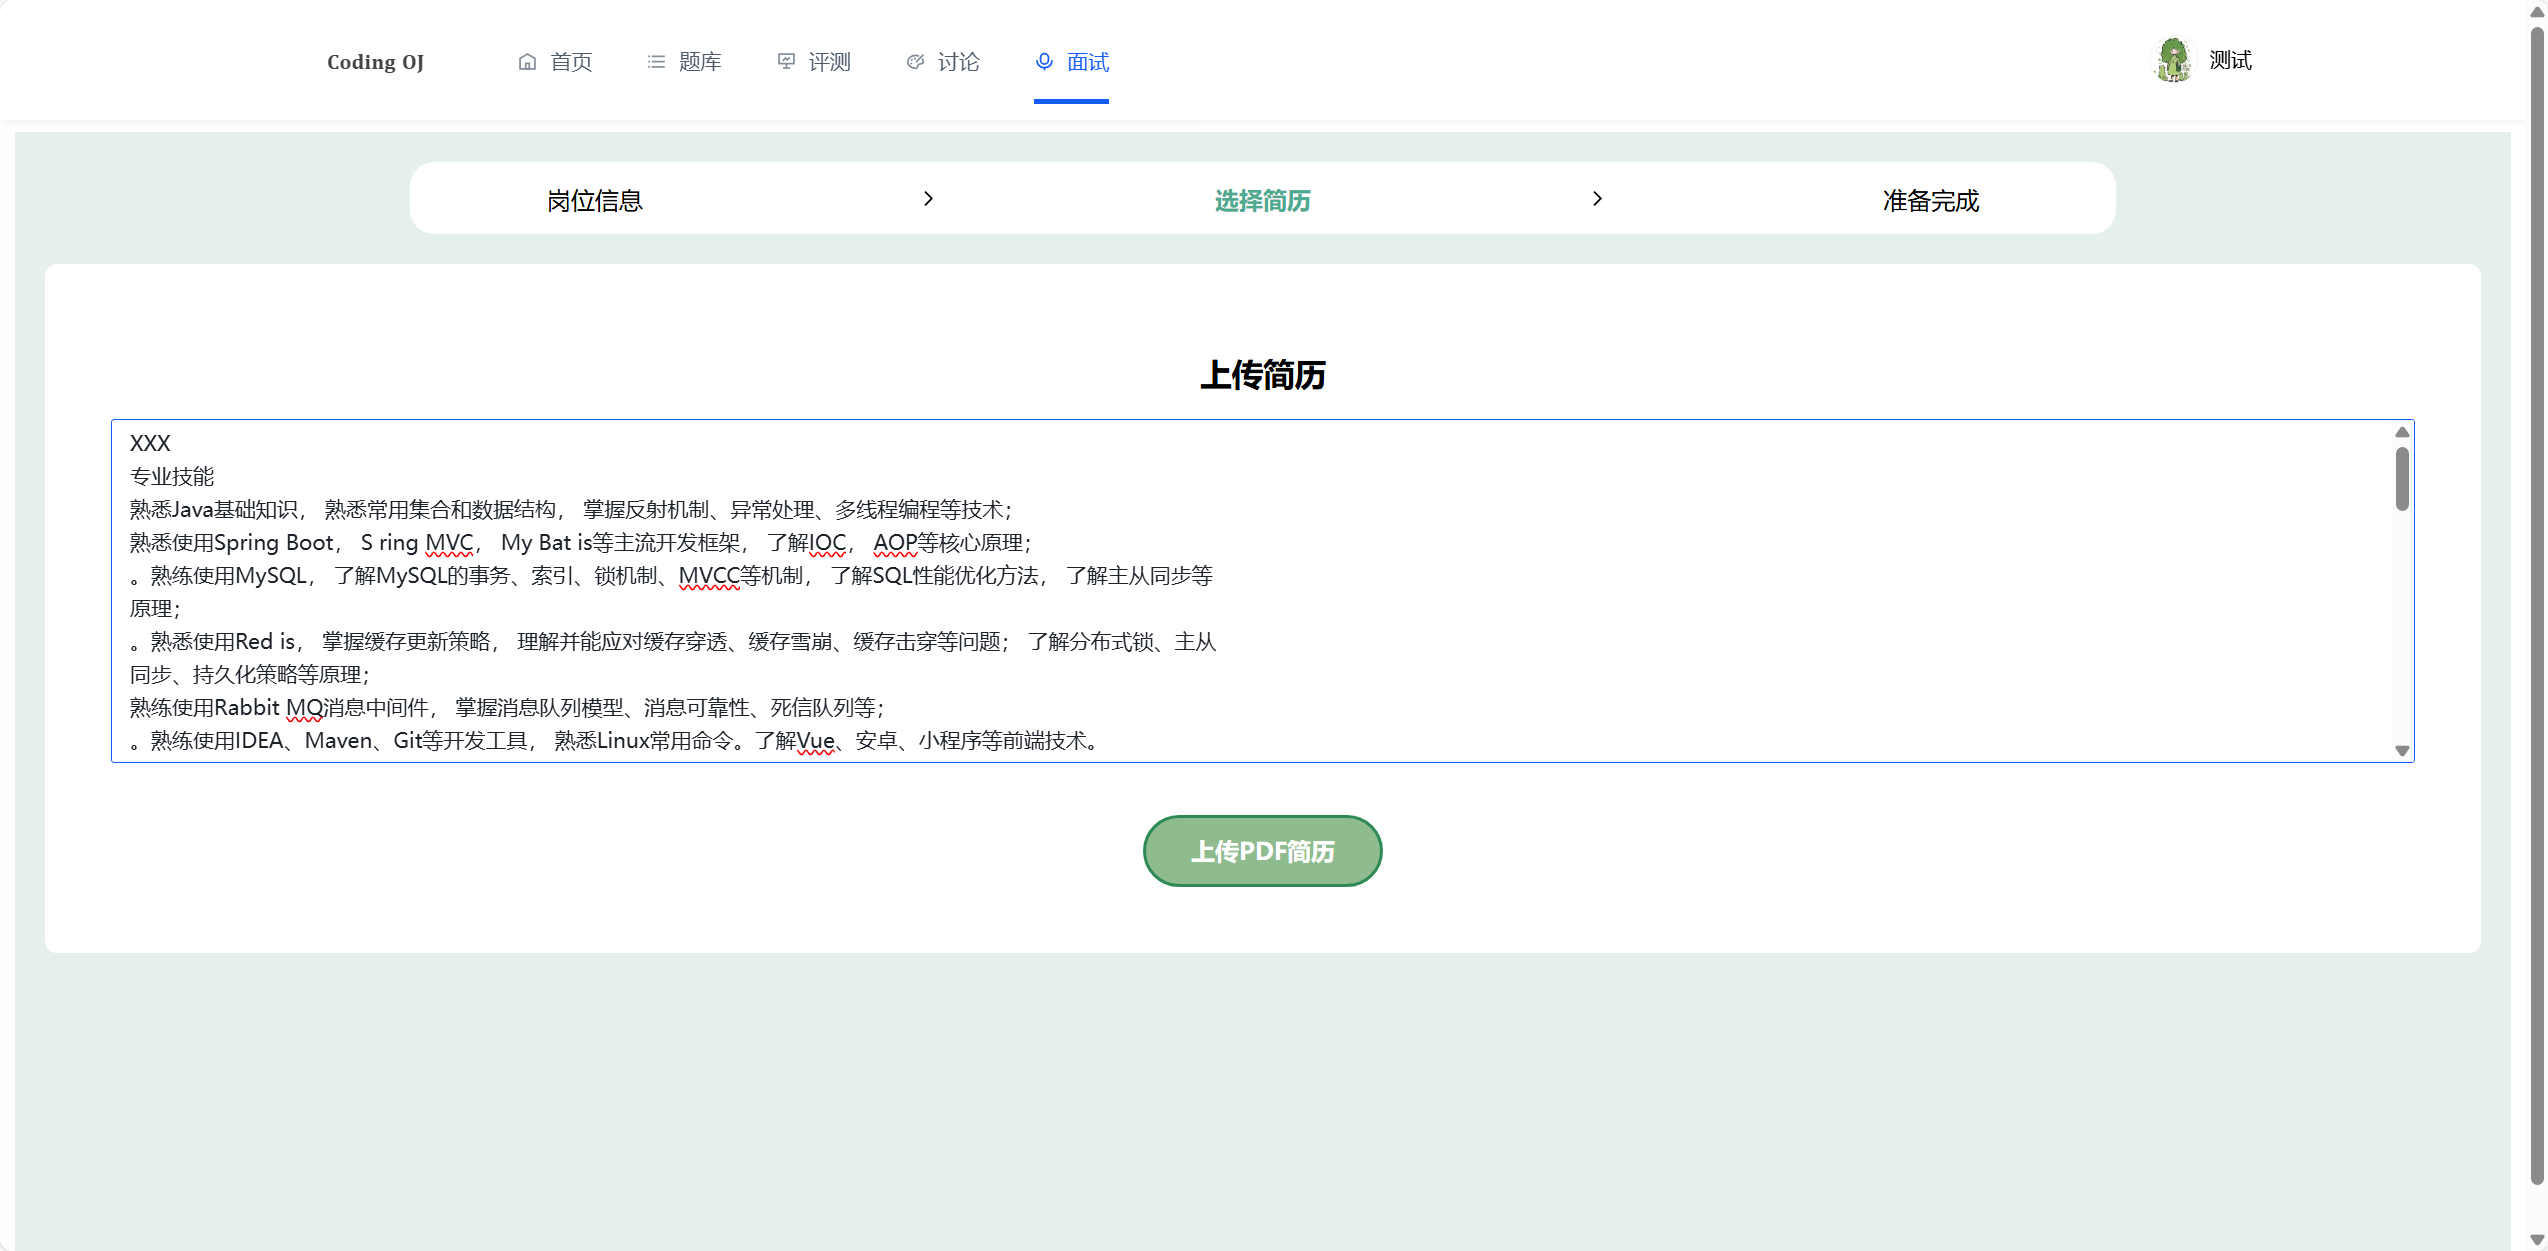 Coding OJ
首页
题库
评测
讨论
面试
测试
岗位信息
选择简历
准备完成
上传简历
XXX
专业技能
熟悉Java基础知识， 熟悉常用集合和数据结构， 掌握反射机制、异常处理、多线程编程等技术；
熟悉使用Spring Boot， S ring MVC， My Bat is等主流开发框架， 了解IOC， AOP等核心原理；
。熟练使用MySQL， 了解MySQL的事务、索引、锁机制、MVCC等机制， 了解SQL性能优化方法， 了解主从同步等
原理；
。熟悉使用Red is， 掌握缓存更新策略， 理解并能应对缓存穿透、缓存雪崩、缓存击穿等问题； 了解分布式锁、主从
同步、持久化策略等原理；
熟练使用Rabbit MQ消息中间件， 掌握消息队列模型、消息可靠性、死信队列等；
。熟练使用IDEA、Maven、Git等开发工具， 熟悉Linux常用命令。了解Vue、安卓、小程序等前端技术。
上传PDF简历